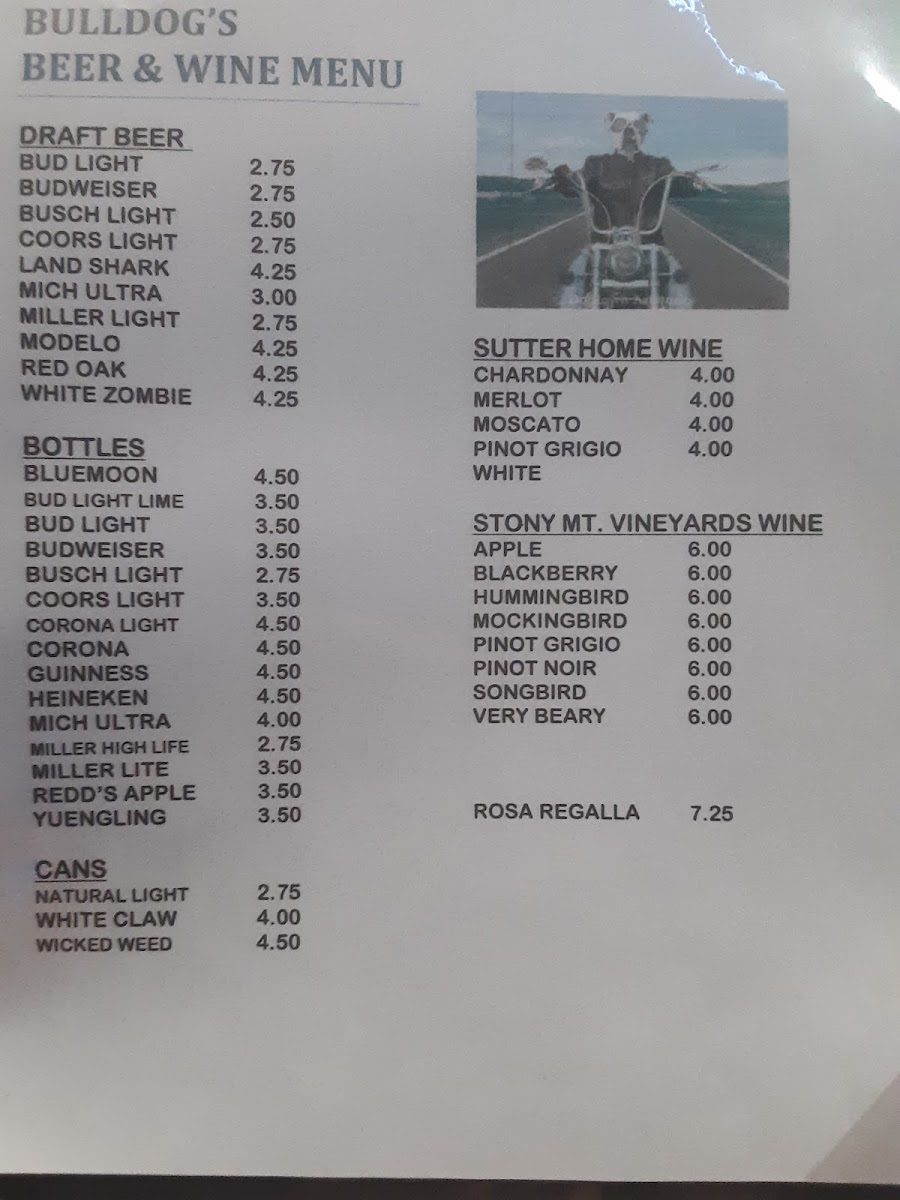 BULLDOG'S
BEER & WINE MENU
DRAFT BEER
BUD LIGHT 2.75
BUDWEISER 2.75
BUSCH LIGHT 2.50
COORS LIGHT 2.75
LAND SHARK 4.25
MICH ULTRA 3.00
MILLER LIGHT 2.75
MODELO 4.25
RED OAK 4.25
WHITE ZOMBIE 4.25
BOTTLES
BLUEMOON 4.50
BUD LIGHT LIME 3.50
BUD LIGHT 3.50
BUDWEISER 3.50
BUSCH LIGHT 2.75
COORS LIGHT 3.50
CORONA LIGHT 4.50
CORONA 4.50
GUINNESS 4.50
HEINEKEN 4.50
MICH ULTRA 4.00
MILLER HIGH LIFE 2.75
MILLER LITE 3.50
REDD'S APPLE 3.50
YUENGLING 3.50
CANS
NATURAL LIGHT 2.75
WHITE CLAW 4.00
WICKED WEED 4.50
SUTTER HOME WINE
CHARDONNAY 4.00
MERLOT 4.00
MOSCATO 4.00
PINOT GRIGIO 4.00
WHITE
STONY MT. VINEYARDS WINE
APPLE 6.00
BLACKBERRY 6.00
HUMMINGBIRD 6.00
MOCKINGBIRD 6.00
PINOT GRIGIO 6.00
PINOT NOIR 6.00
SONGBIRD 6.00
VERY BEARY 6.00
ROSA REGALLA 7.25